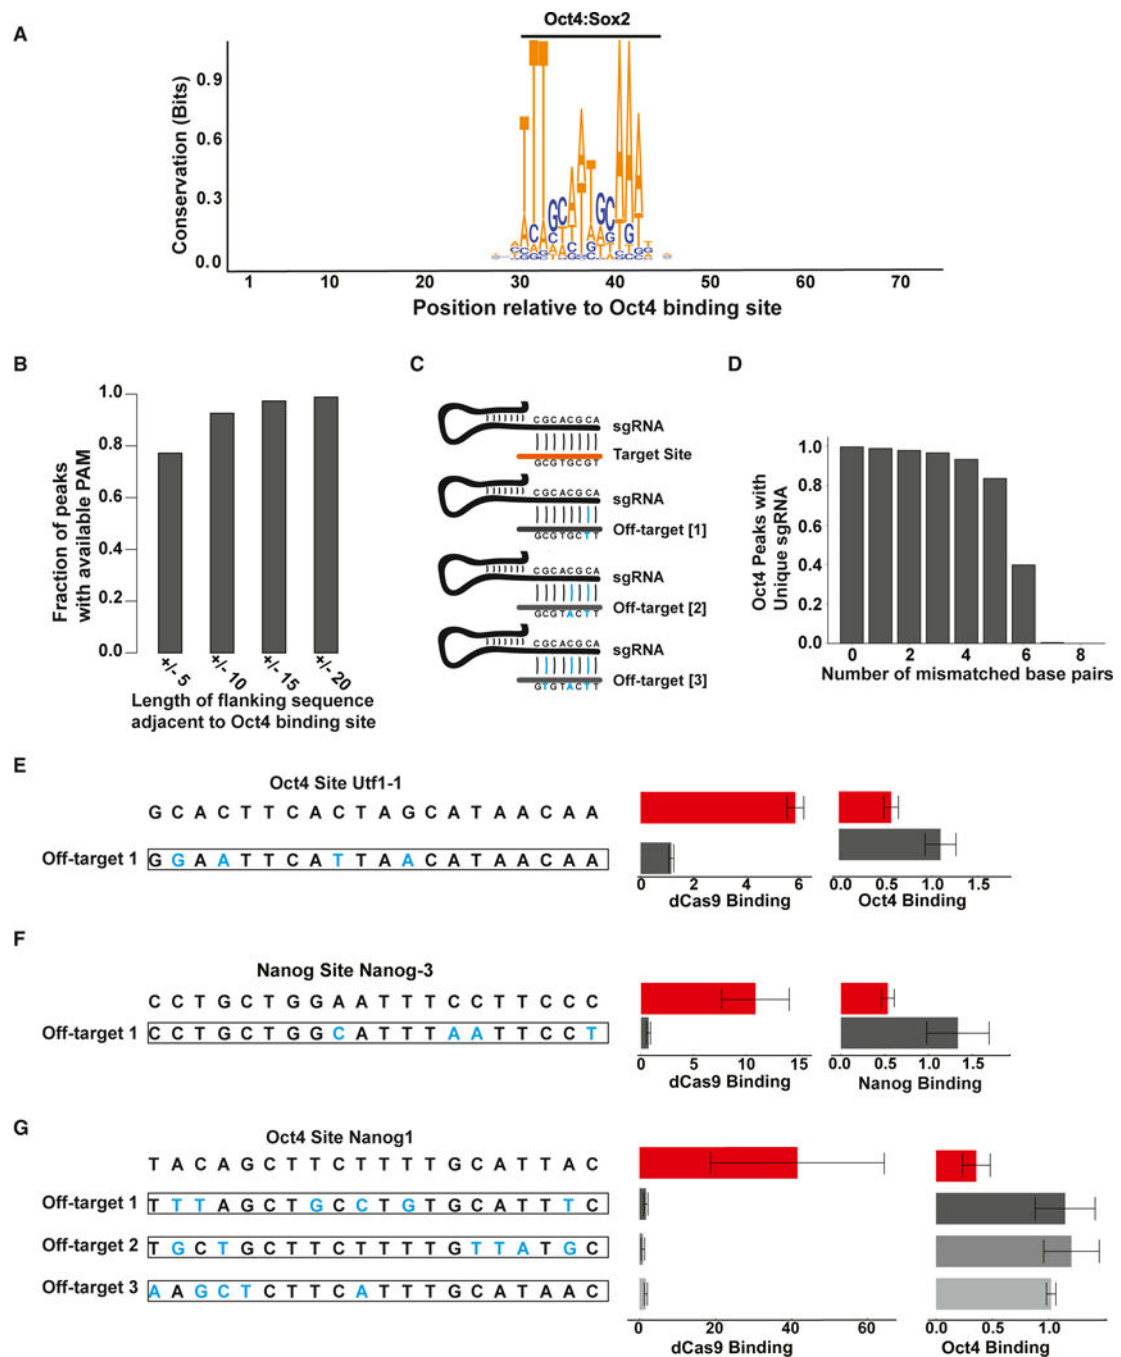 A
Oct4:Sox2
Conservation (Bits)
0.9
0.6
0.3
0.0
1 10 20 30 40 50 60 70
Position relative to Oct4 binding site
B
Fraction of peaks
with available PAM
1.0
0.8
0.6
0.4
0.2
0.0
+/- 5 +/- 10 +/- 15 +/- 20
Length of flanking sequence
adjacent to Oct4 binding site
C
CGCACGCA
sgRNA
Target Site
GCGTGCGT
CGCACGCA
sgRNA
Off-target [1]
GCGTGCTT
CGCACGCA
sgRNA
Off-target [2]
GCGTACTT
CGCACGCA
sgRNA
Off-target [3]
GTGTACTT
D
Oct4 Peaks with
Unique sgRNA
1.0
0.8
0.6
0.4
0.2
0.0
0 2 4 6 8
Number of mismatched base pairs
E
Oct4 Site Utf1-1
G C A C T T C A C T A G C A T A A C A A
Off-target 1 G G A A T T C A T T A A C A T A A C A A
0 2 4 6
dCas9 Binding
0.0 0.5 1.0 1.5
Oct4 Binding
F
Nanog Site Nanog-3
C C T G C T G G A A T T T C C T T C C C
Off-target 1 C C T G C T G G C A T T T A A T T C C T
0 5 10 15
dCas9 Binding
0.0 0.5 1.0 1.5
Nanog Binding
G
Oct4 Site Nanog1
T A C A G C T T C T T T T G C A T T A C
Off-target 1 T T T A G C T G C C T G T G C A T T T C
Off-target 2 T G C T G C T T C T T T T G T T A T G C
Off-target 3 A A G C T C T T C A T T T G C A T A A C
0 20 40 60
dCas9 Binding
0.0 0.5 1.0
Oct4 Binding